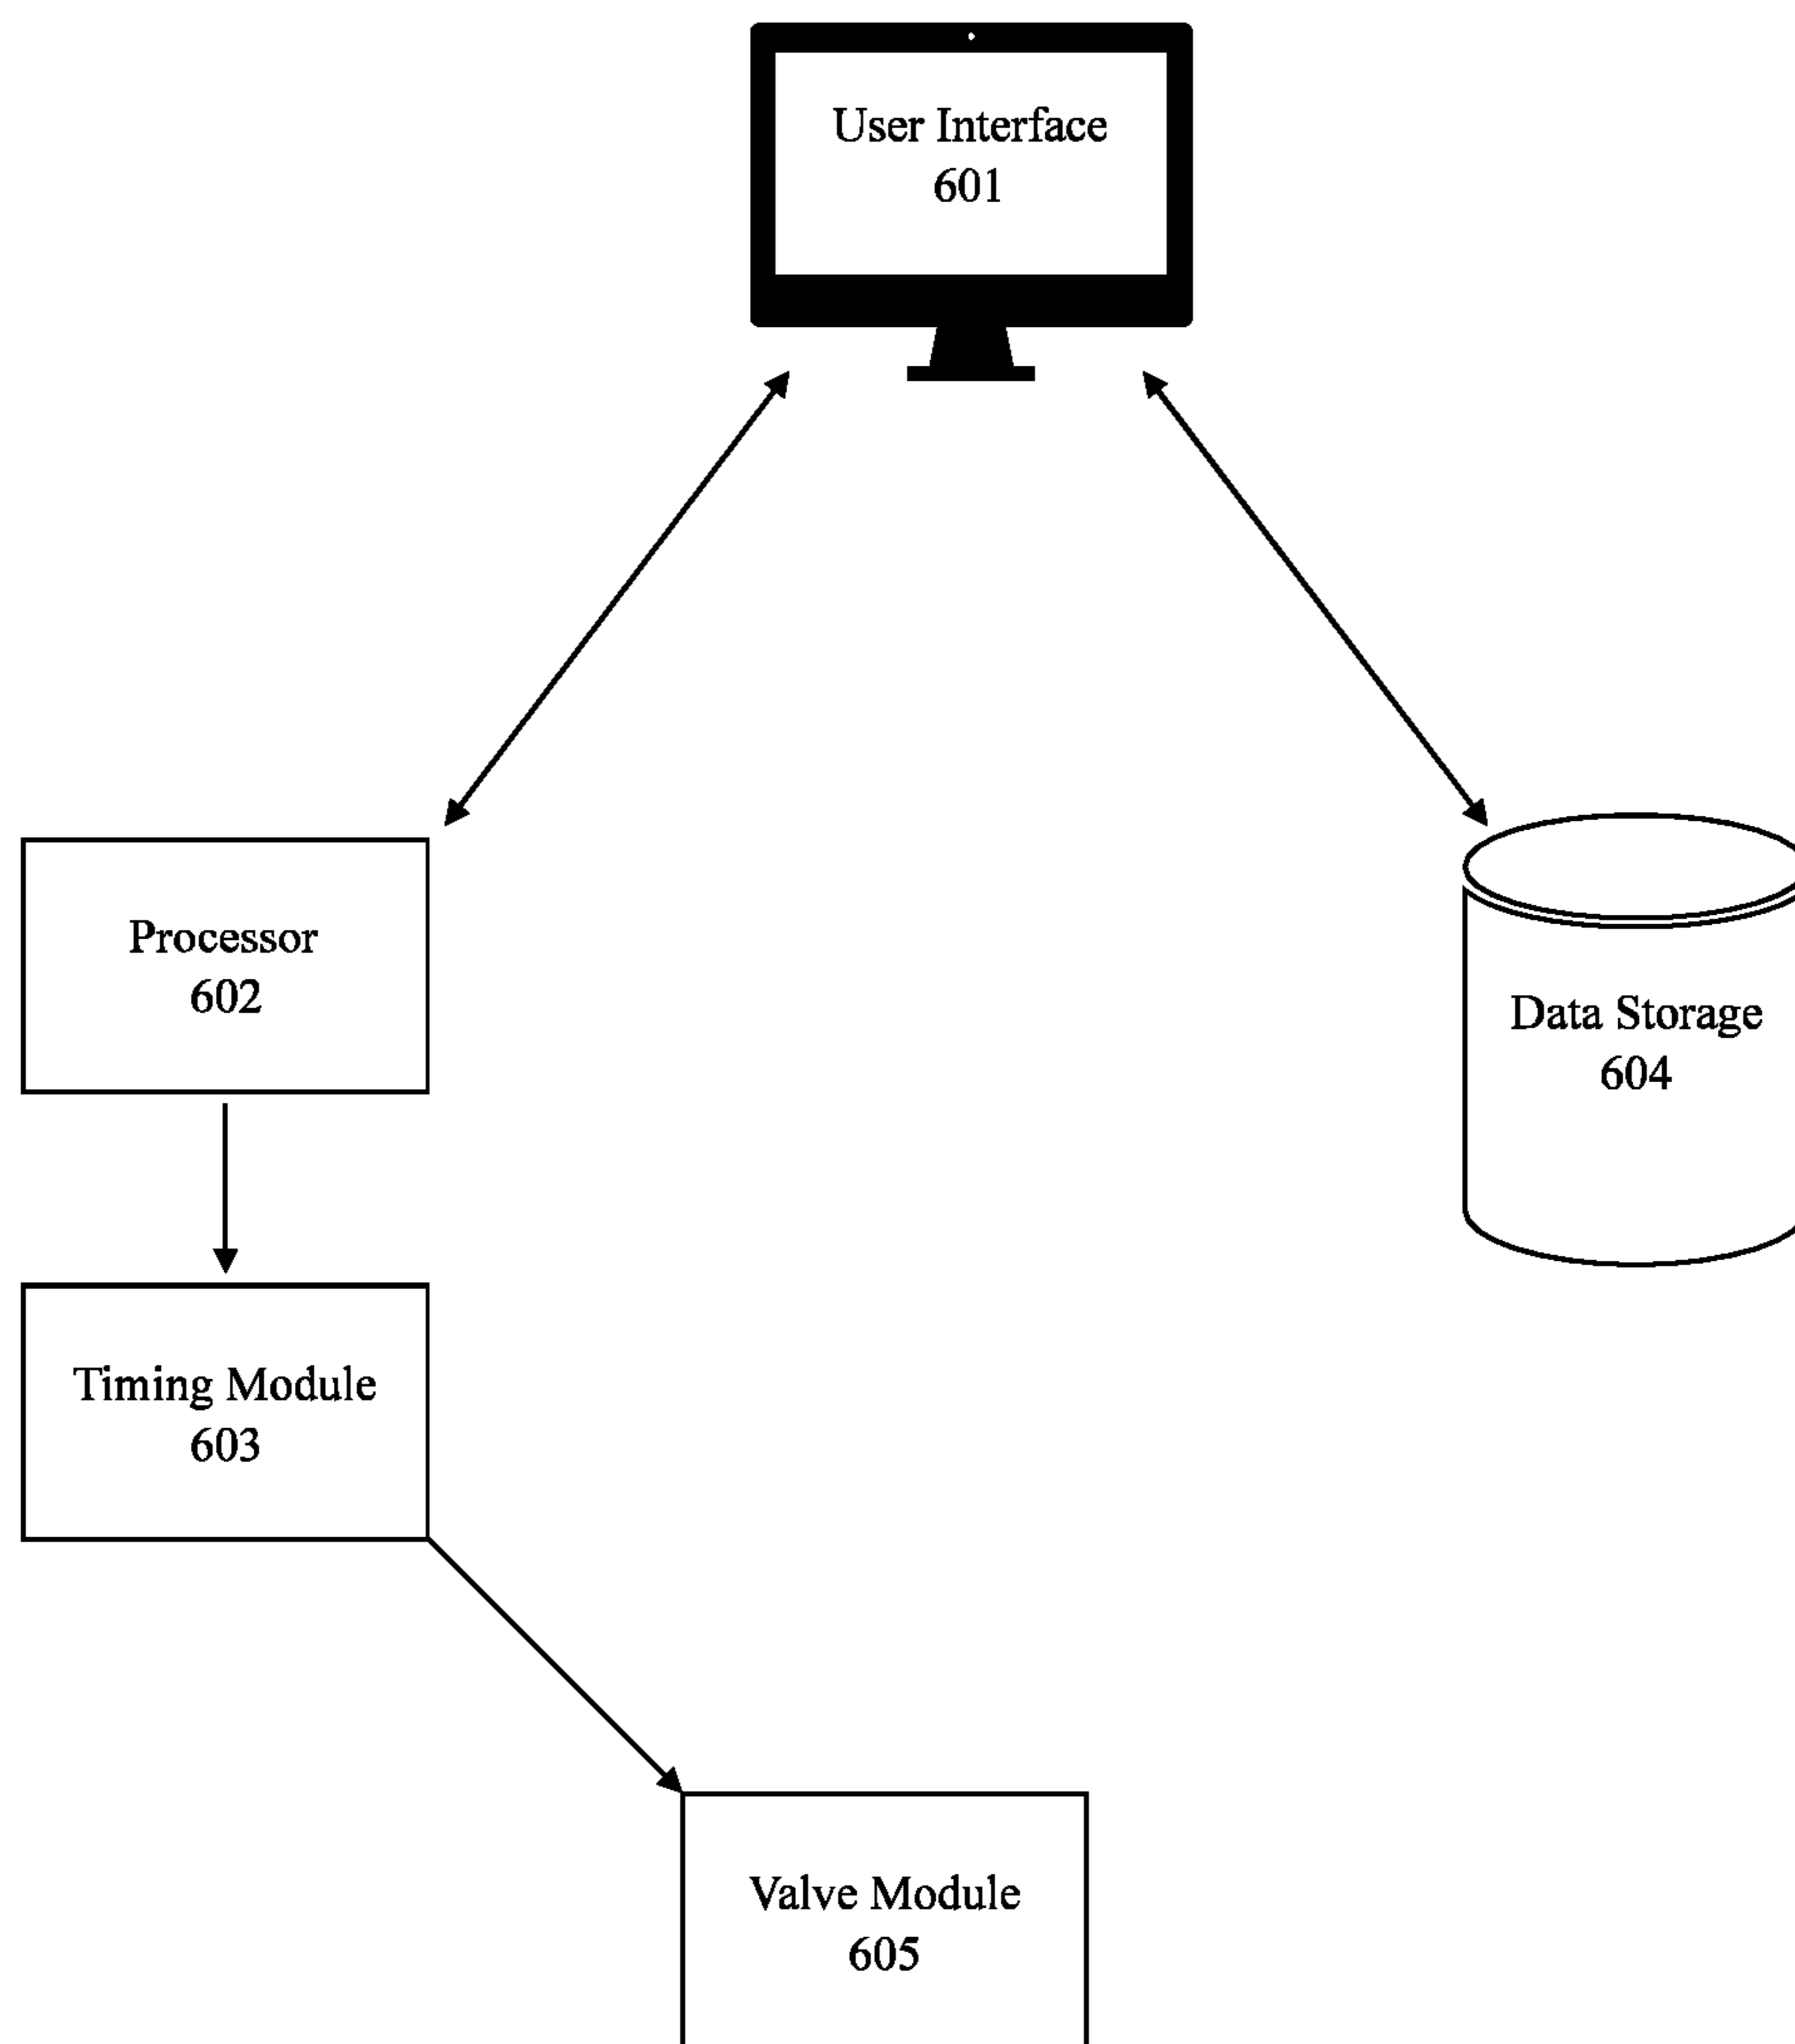 User Interface
601
Processor
602
Data Storage
604
Timing Module
603
Valve Module
605